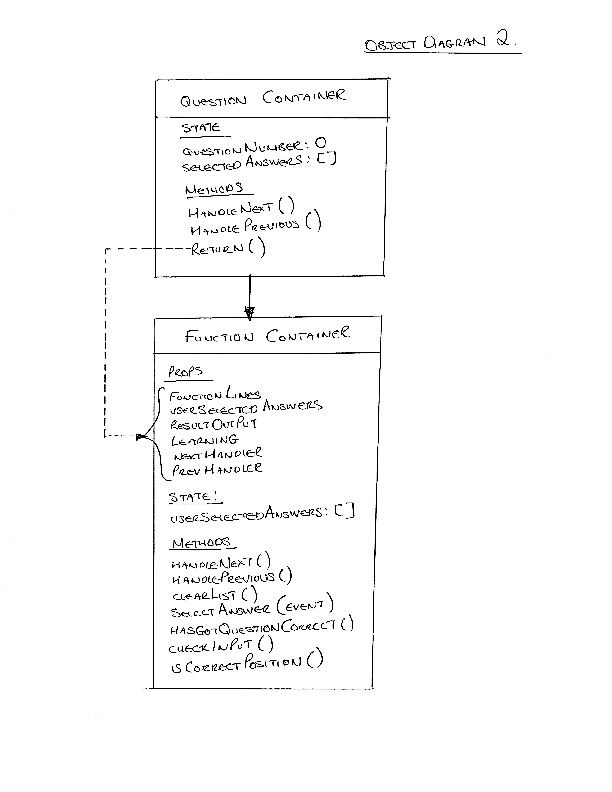 OBJECT DIAGRAN 2.
QUESTION CONTAINER
STATE
QUESTIONNUMBER: 0
SELECTEDANSWERS: []
METHODS
HANDLENEXT()
HANDLEPREVIOUS()
RETURN()
FUNCTION CONTAINER
PROPS
FUNCTIONLINES
USERSELECTEDANSWERS
RESULTOUTPUT
LEARNING
NEXTHANDLER
PREVHANDLER
STATE:
USERSELECTEDANSWERS: []
METHODS
HANDLENEXT()
HANDLEPREVIOUS()
CLEARLIST()
SELECTANSWER(EVENT)
HASGOTQUESTIONCORRECT()
CHECKINPUT()
ISCORRECTPOSITION()